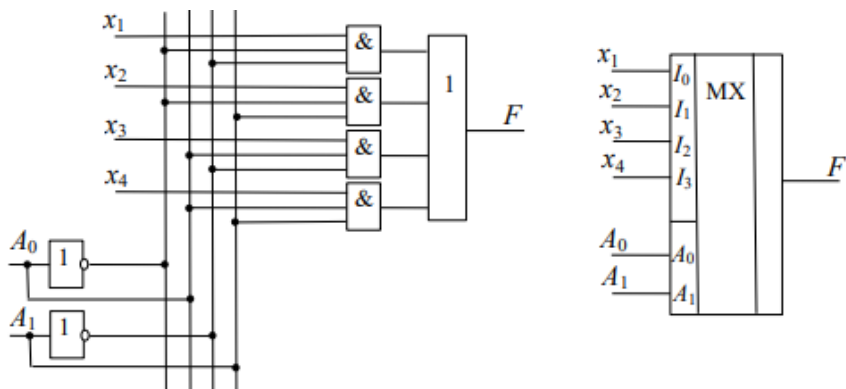 x₁
&
x₂
1
&
F
x₃
&
x₄
&
A₀
1
A₁
1
x₁
I₀
MX
x₂
I₁
x₃
I₂
x₄
I₃
F
A₀
A₀
A₁
A₁